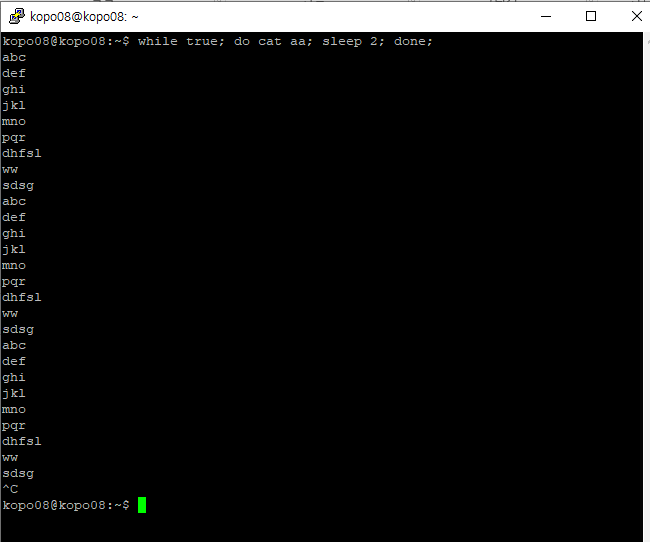 kopo08@kopo08: ~
kopo08@kopo08:~$ while true; do cat aa; sleep 2; done;
abc
def
ghi
jkl
mno
pqr
dhfsl
ww
sdsg
abc
def
ghi
jkl
mno
pqr
dhfsl
ww
sdsg
abc
def
ghi
jkl
mno
pqr
dhfsl
ww
sdsg
^C
kopo08@kopo08:~$